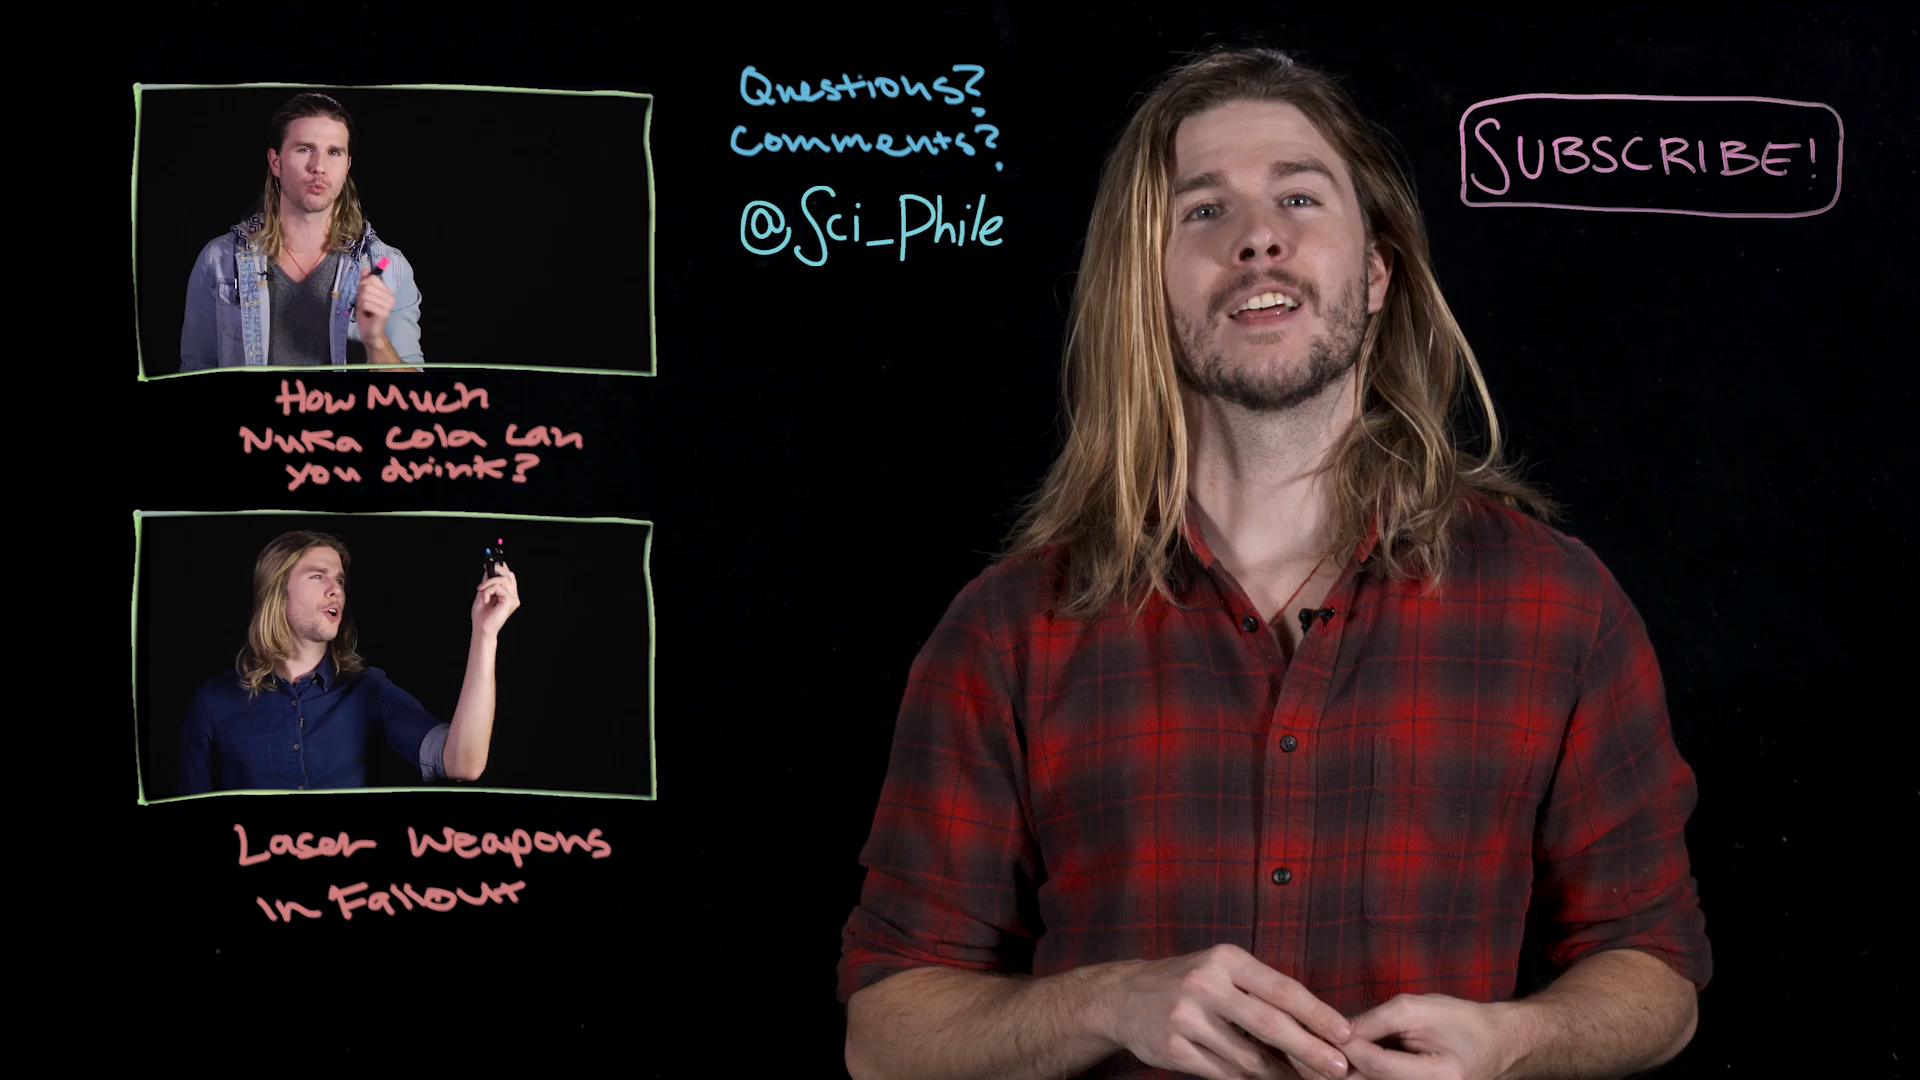 How Much
Nuka Cola can
you drink?
Laser Weapons
in Fallout
Questions?
Comments?
@Sci_Phile
SUBSCRIBE!